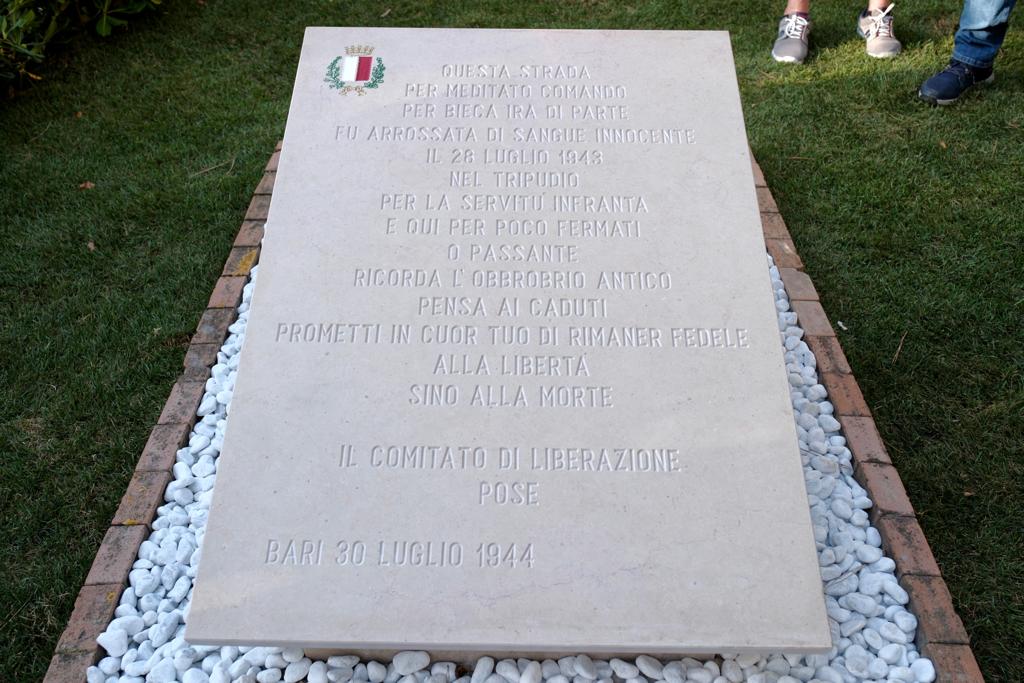 QUESTA STRADA
PER MEDITATO COMANDO
PER BIECA IRA DI PARTE
FU ARROSSATA DI SANGUE INNOCENTE
IL 28 LUGLIO 1943
NEL TRIPUDIO
PER LA SERVITU' INFRANTA
E QUI PER POCO FERMATI
O PASSANTE
RICORDA L'OBBROBRIO ANTICO
PENSA AI CADUTI
PROMETTI IN CUOR TUO DI RIMANER FEDELE
ALLA LIBERTÁ
SINO ALLA MORTE
IL COMITATO DI LIBERAZIONE
POSE
BARI 30 LUGLIO 1944